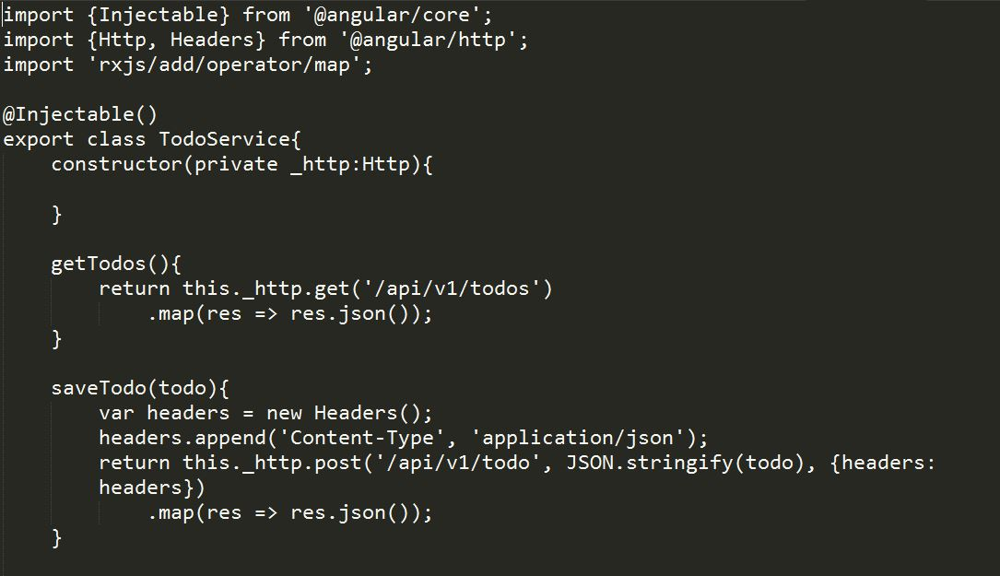 import {Injectable} from '@angular/core';
import {Http, Headers} from '@angular/http';
import 'rxjs/add/operator/map';

@Injectable()
export class TodoService{
    constructor(private _http:Http){

    }

    getTodos(){
        return this._http.get('/api/v1/todos')
            .map(res => res.json());
    }

    saveTodo(todo){
        var headers = new Headers();
        headers.append('Content-Type', 'application/json');
        return this._http.post('/api/v1/todo', JSON.stringify(todo), {headers:
        headers})
            .map(res => res.json());
    }